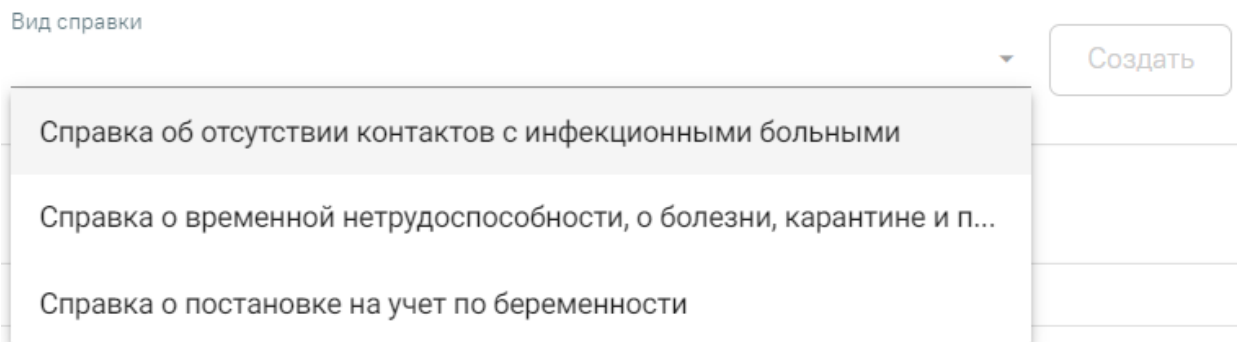 Вид справки
Создать
Справка об отсутствии контактов с инфекционными больными
Справка о временной нетрудоспособности, о болезни, карантине и п...
Справка о постановке на учет по беременности